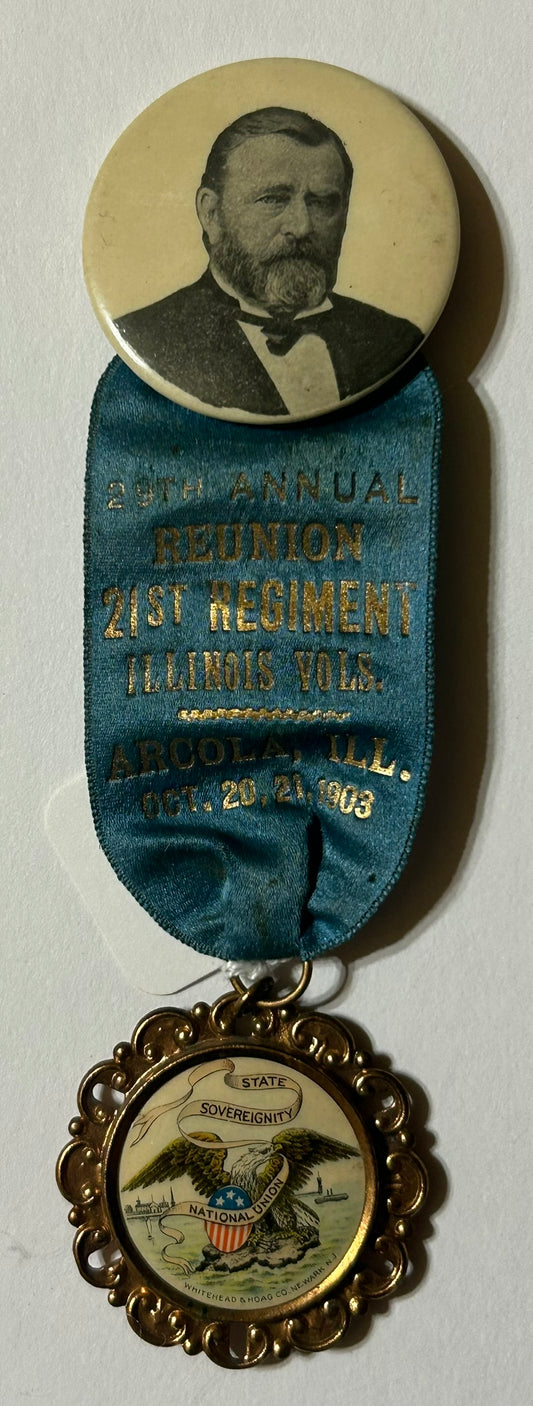 29TH ANNUAL
REUNION
21ST REGIMENT
ILLINOIS VOLS.
ARCOLA, ILL.
OCT. 20, 21, 1903
STATE
SOVEREIGNITY
NATIONAL UNION
WHITEHEAD & HOAG CO. NEWARK N.J.